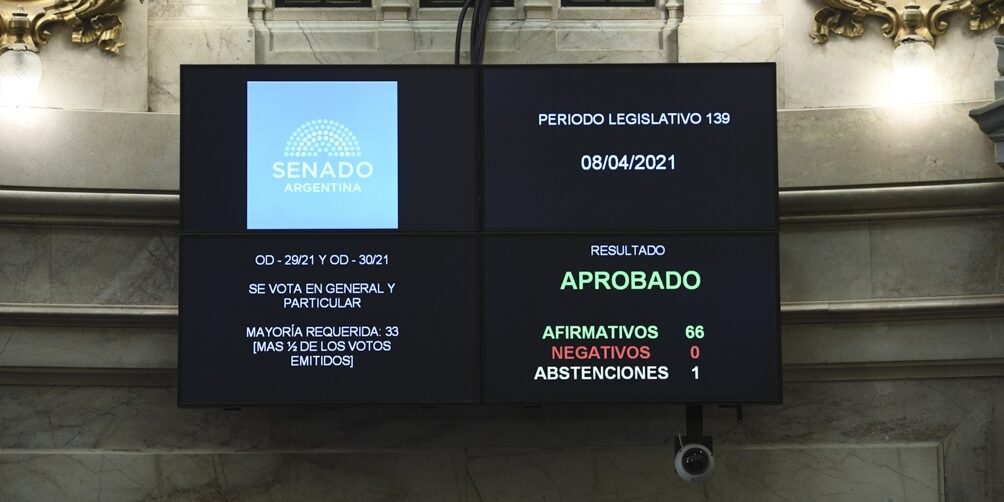 SENADO
ARGENTINA
PERIODO LEGISLATIVO 139
08/04/2021
OD - 29/21 Y OD - 30/21
SE VOTA EN GENERAL Y
PARTICULAR
MAYORÍA REQUERIDA: 33
[MAS ½ DE LOS VOTOS
EMITIDOS]
RESULTADO
APROBADO
AFIRMATIVOS 66
NEGATIVOS 0
ABSTENCIONES 1